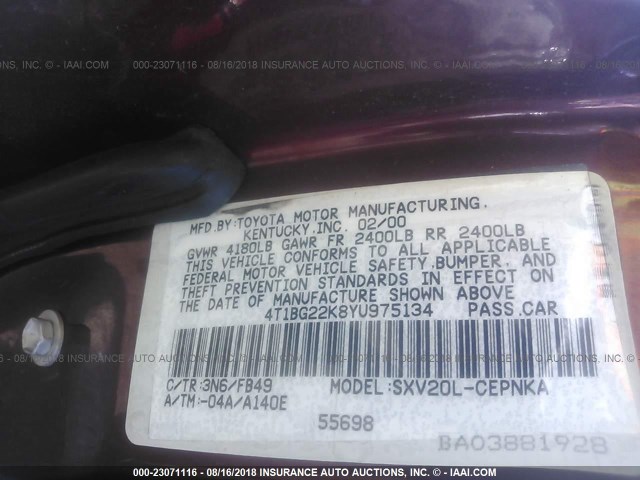 000-23071116 - 08/16/2018 INSURANCE AUTO AUCTIONS, INC. © - IAAI.COM
MFD.BY:TOYOTA MOTOR MANUFACTURING.
KENTUCKY.INC. 02/00
GVWR 4180LB GAWR FR 2400LB RR 2400LB
THIS VEHICLE CONFORMS TO ALL APPLICABLE
FEDERAL MOTOR VEHICLE SAFETY.BUMPER. AND
THEFT PREVENTION STANDARDS IN EFFECT ON
THE DATE OF MANUFACTURE SHOWN ABOVE
4T1BG22K8YU975134 PASS.CAR
C/TR:3N6/FB49 MODEL:SXV20L-CEPNKA
A/TM:-04A/A140E
55698
BA03881928
000-23071116 - 08/16/2018 INSURANCE AUTO AUCTIONS, INC. © - IAAI.COM